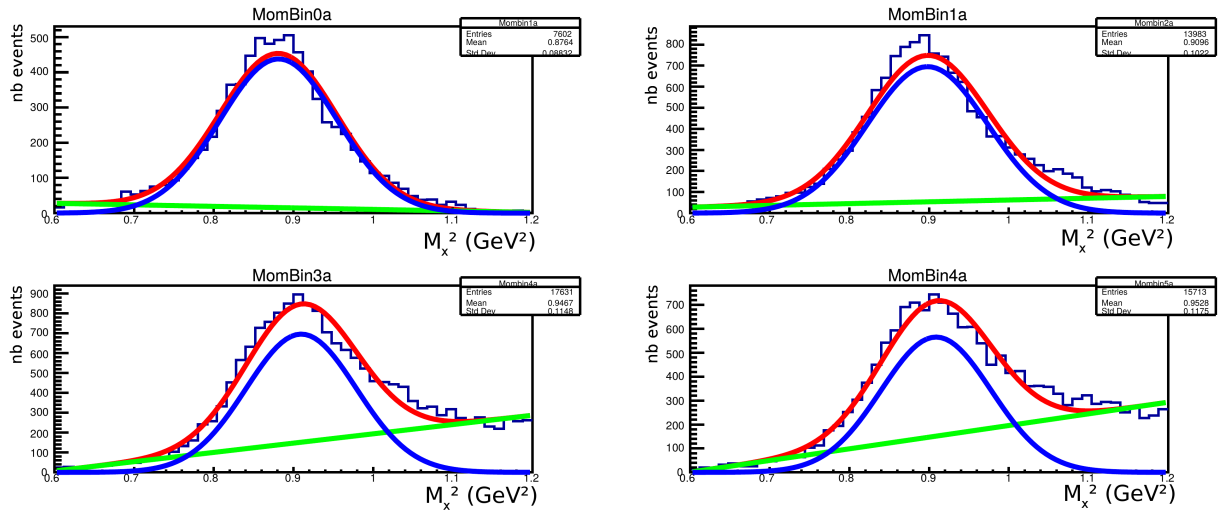 MomBin0a
Mombin1a
Entries 7602
Mean 0.8764
Std Dev 0.08832
nb events
500
400
300
200
100
0
0.6 0.7 0.8 0.9 1 1.1 1.2
Mx² (GeV²)
MomBin1a
Mombin2a
Entries 13983
Mean 0.9096
Std Dev 0.1022
nb events
800
700
600
500
400
300
200
100
0
0.6 0.7 0.8 0.9 1 1.1 1.2
Mx² (GeV²)
MomBin3a
Mombin4a
Entries 17631
Mean 0.9467
Std Dev 0.1148
nb events
900
800
700
600
500
400
300
200
100
0
0.6 0.7 0.8 0.9 1 1.1 1.2
Mx² (GeV²)
MomBin4a
Mombin5a
Entries 15713
Mean 0.9528
Std Dev 0.1175
nb events
700
600
500
400
300
200
100
0
0.6 0.7 0.8 0.9 1 1.1 1.2
Mx² (GeV²)